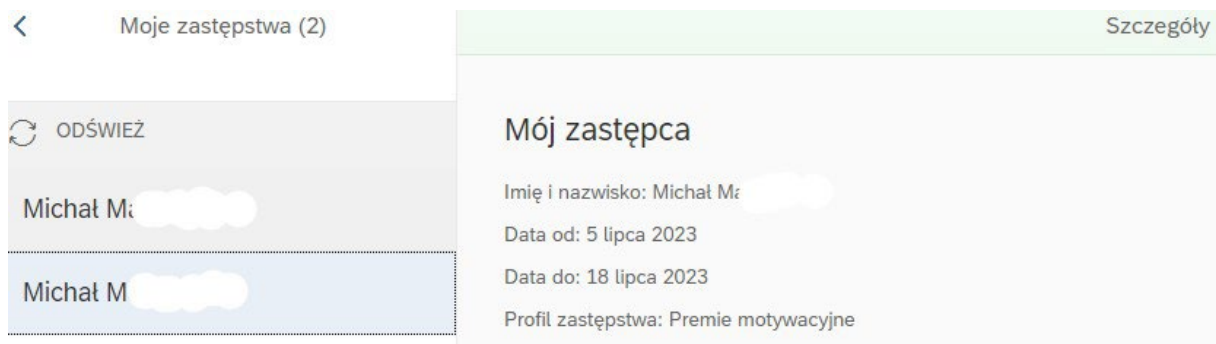 Moje zastępstwa (2)
Szczegóły
ODŚWIEŻ
Michał
Michał
Mój zastępca
Imię i nazwisko: Michał
Data od: 5 lipca 2023
Data do: 18 lipca 2023
Profil zastępstwa: Premie motywacyjne